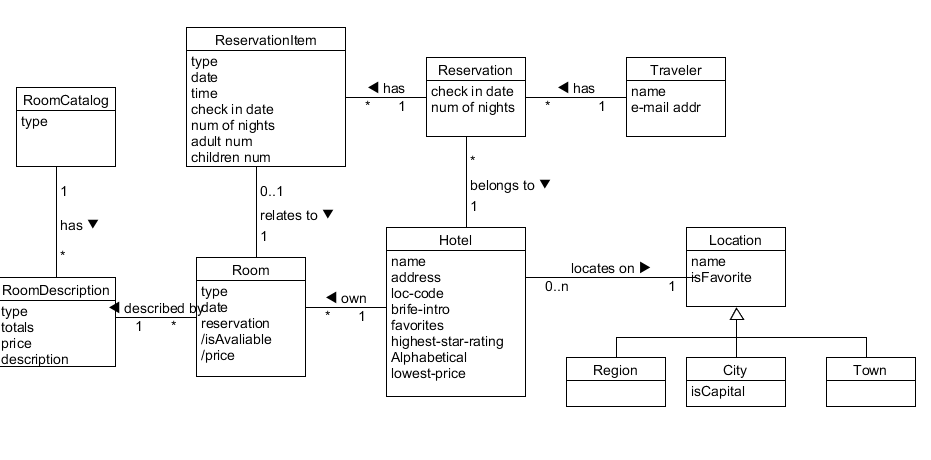 ReservationItem
type
date
time
check in date
num of nights
adult num
children num
Reservation
check in date
num of nights
Traveler
name
e-mail addr
RoomCatalog
type
has
* 1
has
* 1
1
has
*
0..1
relates to
1
*
belongs to
1
RoomDescription
type
totals
price
description
described by
1 *
Room
type
date
reservation
/isAvaliable
/price
own
* 1
Hotel
name
address
loc-code
brife-intro
favorites
highest-star-rating
Alphabetical
lowest-price
locates on
0..n 1
Location
name
isFavorite
Region
City
isCapital
Town